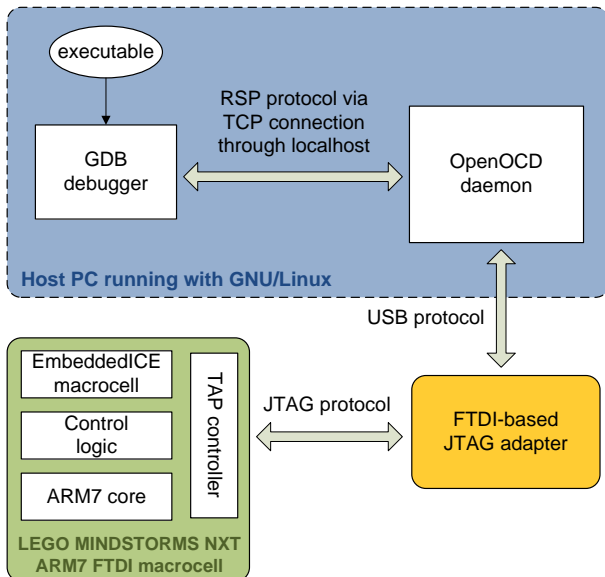 executable
RSP protocol via
TCP connection
through localhost
GDB
debugger
OpenOCD
daemon
Host PC running with GNU/Linux
USB protocol
EmbeddedICE
macrocell
Control
logic
ARM7 core
TAP controller
JTAG protocol
FTDI-based
JTAG adapter
LEGO MINDSTORMS NXT
ARM7 FTDI macrocell